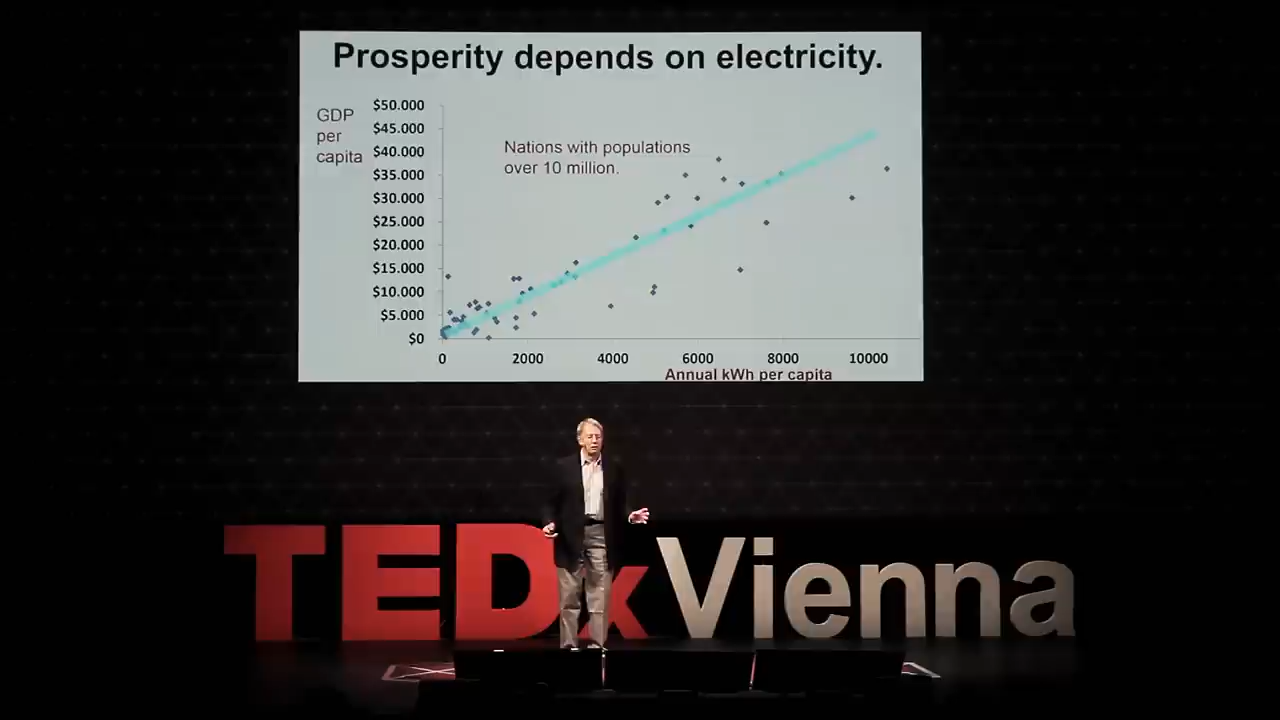 Prosperity depends on electricity.
GDP
per
capita
$50.000
$45.000
$40.000
$35.000
$30.000
$25.000
$20.000
$15.000
$10.000
$5.000
$0
Nations with populations
over 10 million.
0 2000 4000 6000 8000 10000
Annual kWh per capita
TEDxVienna